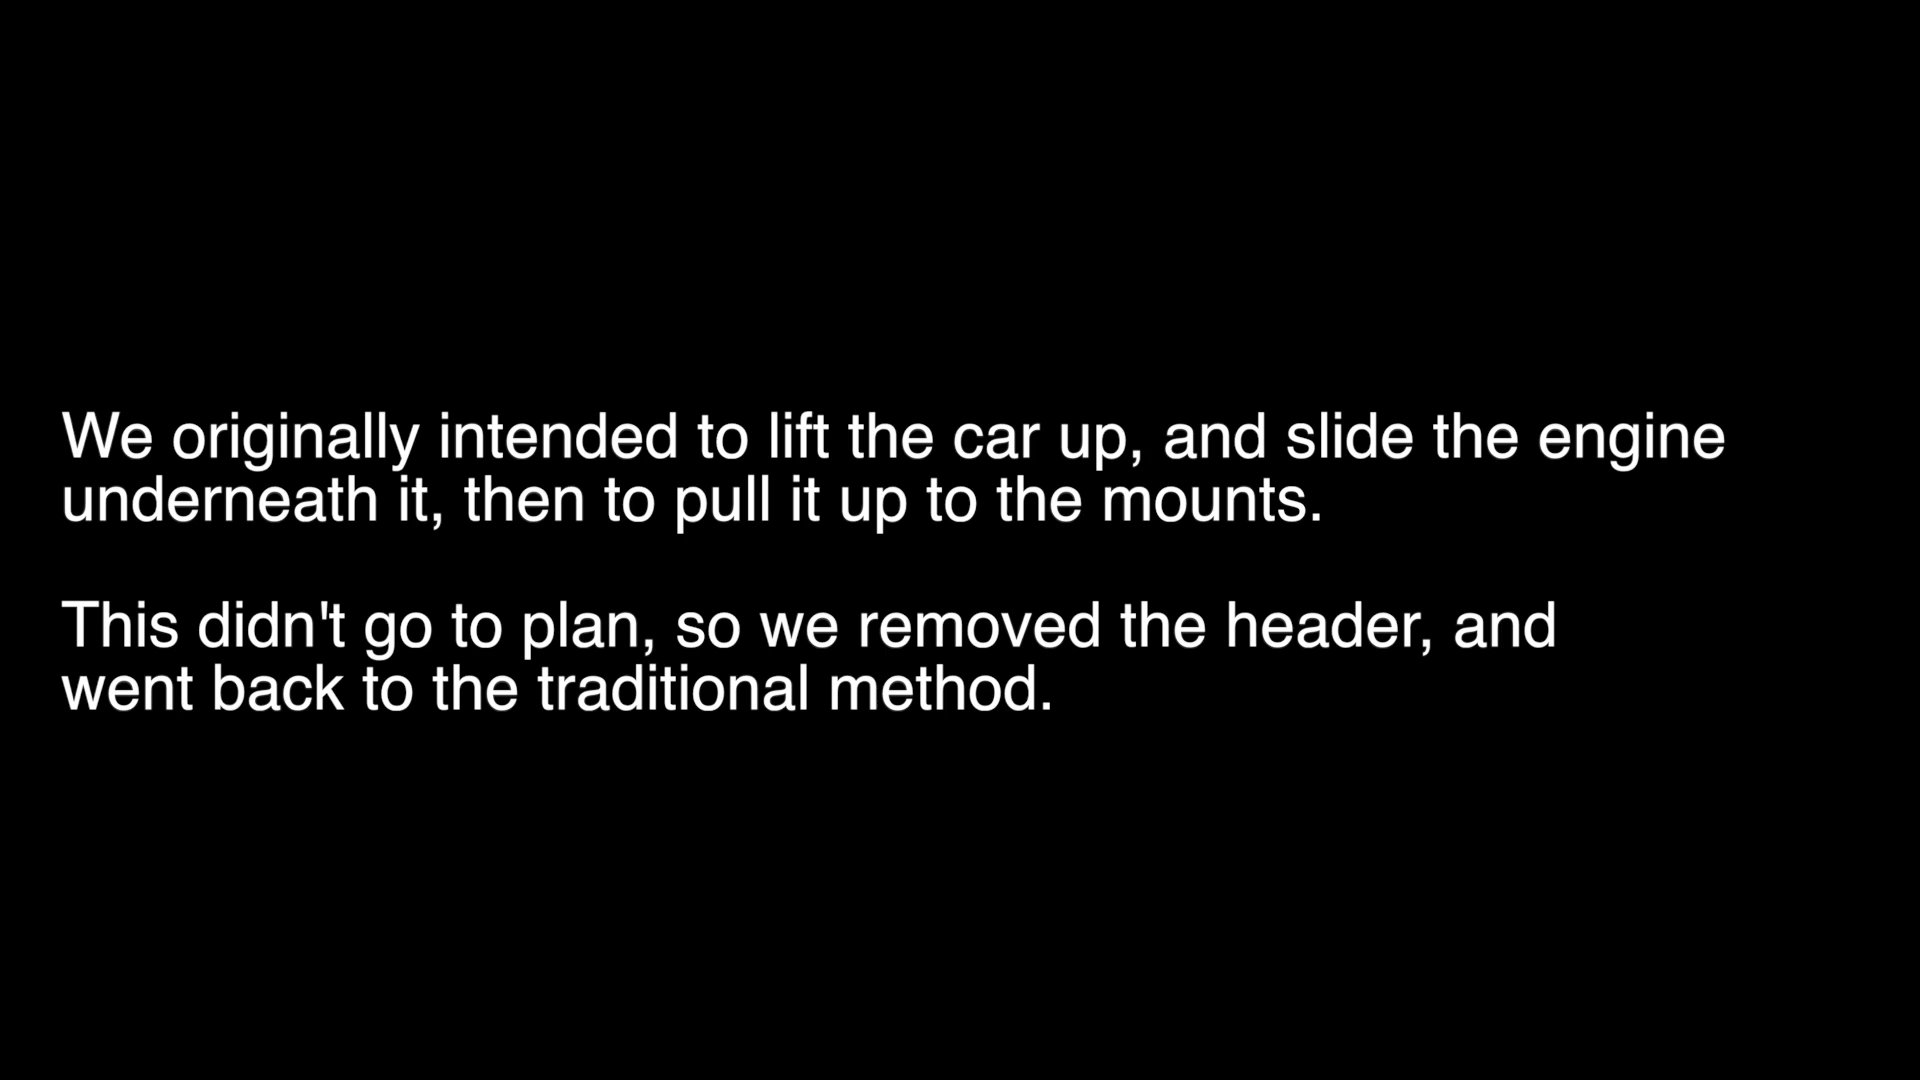 We originally intended to lift the car up, and slide the engine
underneath it, then to pull it up to the mounts.
This didn't go to plan, so we removed the header, and
went back to the traditional method.